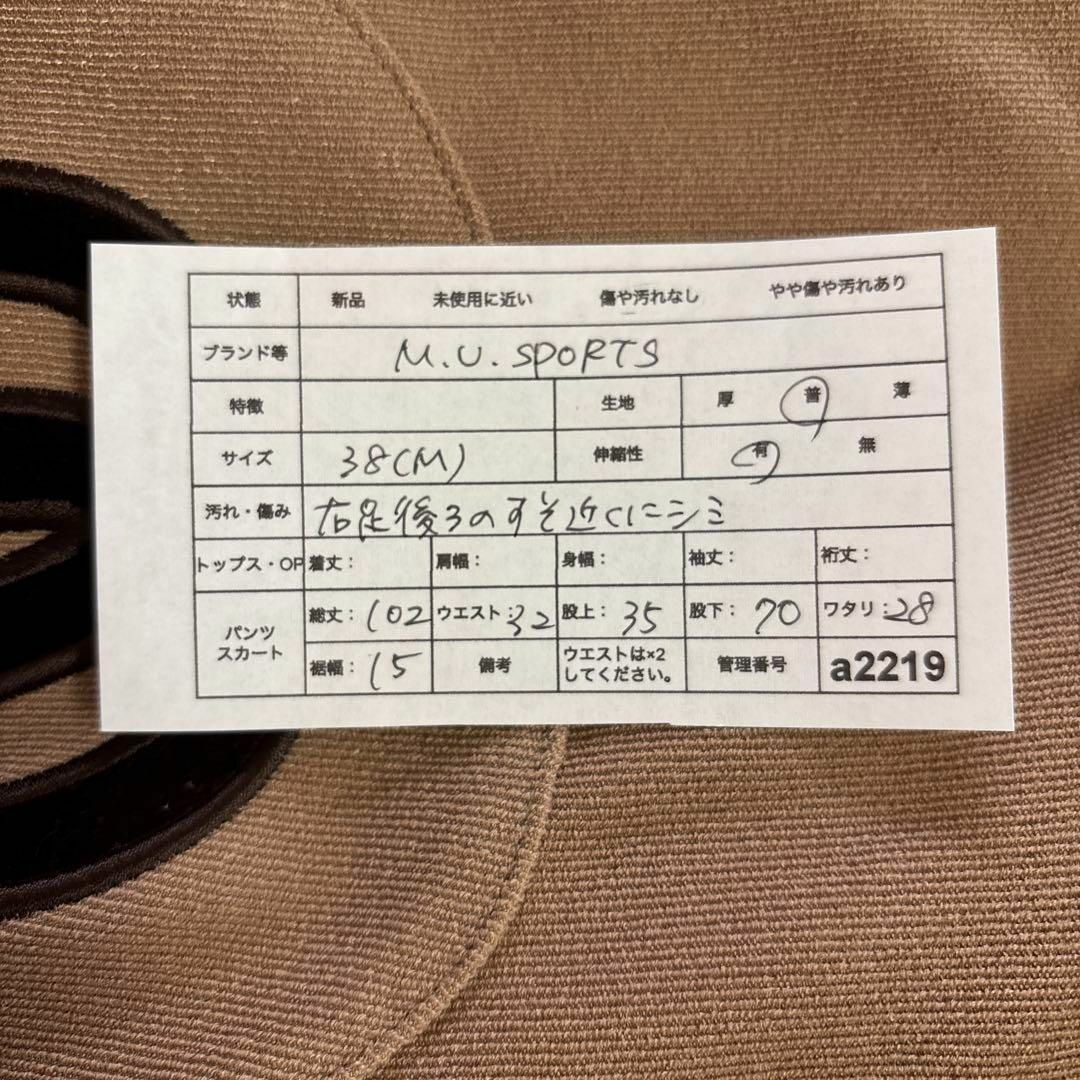 状態 新品 未使用に近い 傷や汚れなし やや傷や汚れあり
ブランド等 M.U.SPORTS
特徴 生地 厚 普 薄
サイズ 38(M) 伸縮性 有 無
汚れ・傷み 右足後ろのすそ近くにシミ
トップス・OP 着丈: 肩幅: 身幅: 袖丈: 裄丈:
パンツ スカート 総丈:102 ウエスト:32 股上:35 股下:70 ワタリ:28
裾幅:15 備考 ウエストは×2してください。 管理番号 a2219